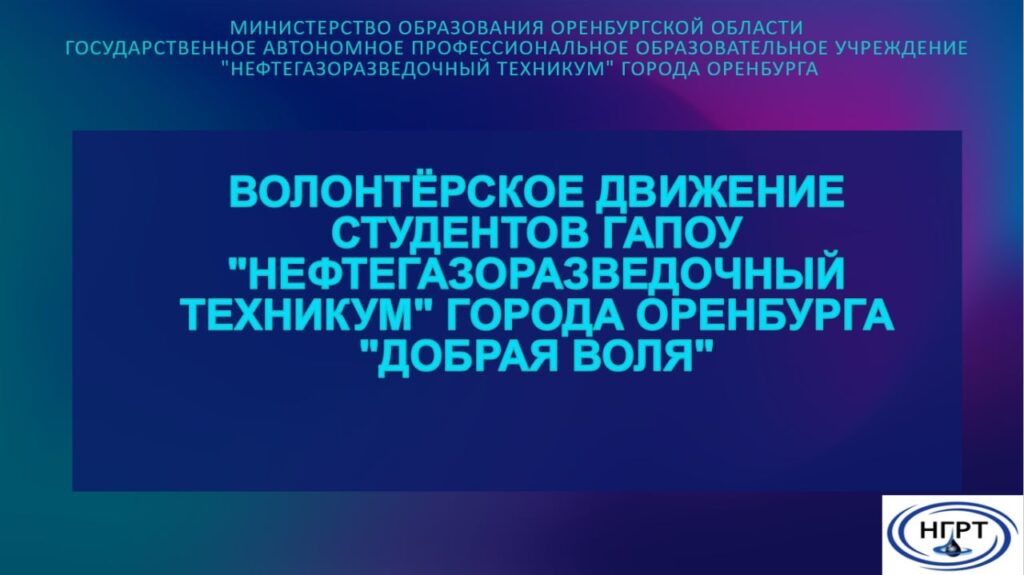 МИНИСТЕРСТВО ОБРАЗОВАНИЯ ОРЕНБУРГСКОЙ ОБЛАСТИ
ГОСУДАРСТВЕННОЕ АВТОНОМНОЕ ПРОФЕССИОНАЛЬНОЕ ОБРАЗОВАТЕЛЬНОЕ УЧРЕЖДЕНИЕ
"НЕФТЕГАЗОРАЗВЕДОЧНЫЙ ТЕХНИКУМ" ГОРОДА ОРЕНБУРГА
ВОЛОНТЁРСКОЕ ДВИЖЕНИЕ
СТУДЕНТОВ ГАПОУ
"НЕФТЕГАЗОРАЗВЕДОЧНЫЙ
ТЕХНИКУМ" ГОРОДА ОРЕНБУРГА
"ДОБРАЯ ВОЛЯ"
НГРТ